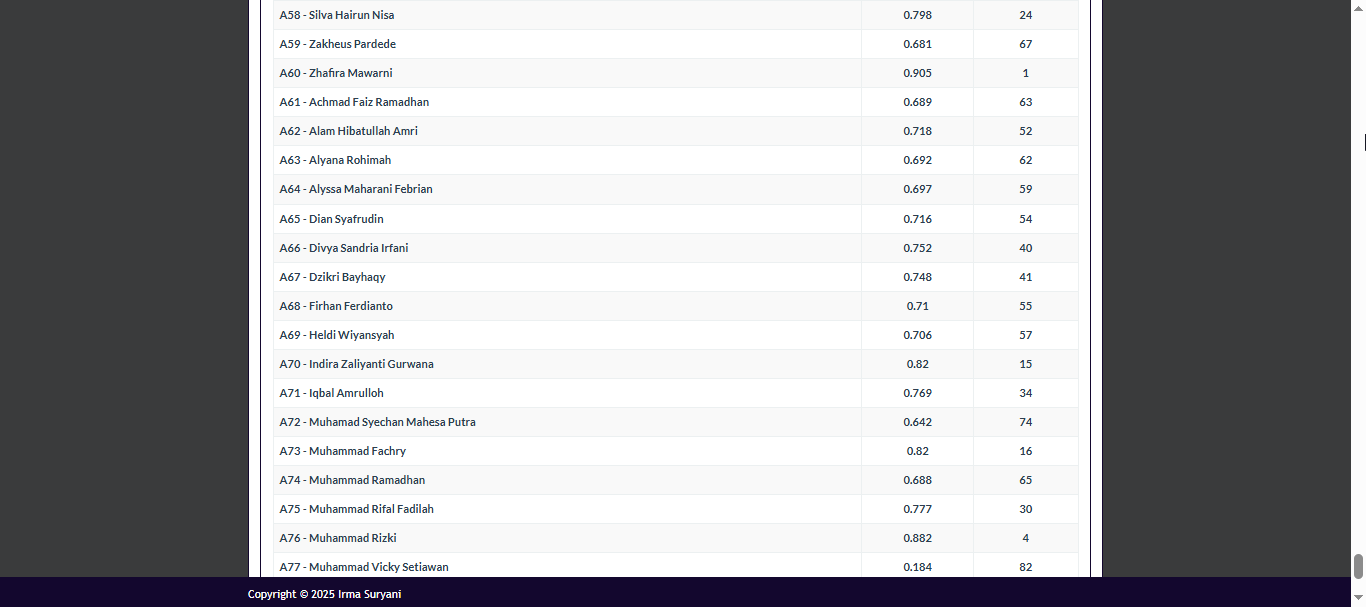 A58 - Silva Hairun Nisa 0.798 24
A59 - Zakheus Pardede 0.681 67
A60 - Zhafira Mawarni 0.905 1
A61 - Achmad Faiz Ramadhan 0.689 63
A62 - Alam Hibatullah Amri 0.718 52
A63 - Alyana Rohimah 0.692 62
A64 - Alyssa Maharani Febrian 0.697 59
A65 - Dian Syafrudin 0.716 54
A66 - Divya Sandria Irfani 0.752 40
A67 - Dzikri Bayhaqy 0.748 41
A68 - Firhan Ferdianto 0.71 55
A69 - Heldi Wiyansyah 0.706 57
A70 - Indira Zaliyanti Gurwana 0.82 15
A71 - Iqbal Amrulloh 0.769 34
A72 - Muhamad Syechan Mahesa Putra 0.642 74
A73 - Muhammad Fachry 0.82 16
A74 - Muhammad Ramadhan 0.688 65
A75 - Muhammad Rifal Fadilah 0.777 30
A76 - Muhammad Rizki 0.882 4
A77 - Muhammad Vicky Setiawan 0.184 82
Copyright © 2025 Irma Suryani